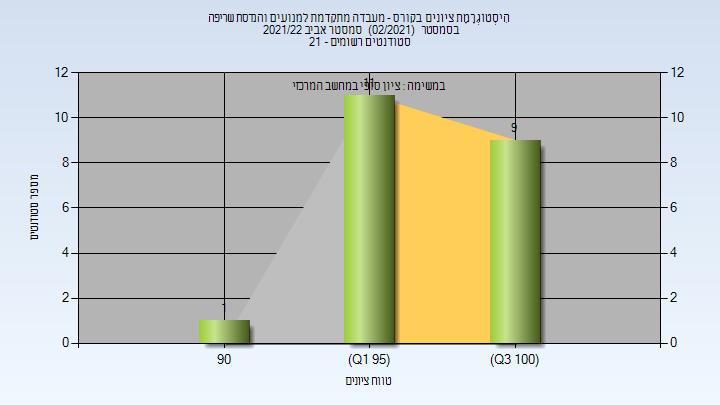 הִיסְטוֹגְרָמַת ציונים בקורס - מעבדה מתקדמת למנועים והנדסת שריפה
בסמסטר (02/2021) סמסטר אביב 2021/22
סטודנטים רשומים - 21
במשימה : ציון סופי במחשב המרכזי
מספר סטודנטים
12 12
10 10
8 8
6 6
4 4
2 2
0 0
1 11 9
90 (Q1 95) (Q3 100)
טווח ציונים